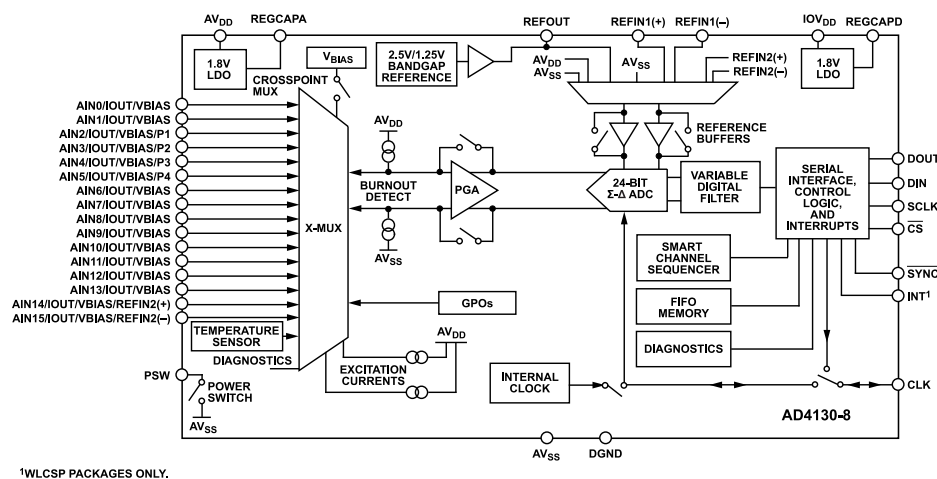 AVDD
REGCAPA
REFOUT
REFIN1(+)
REFIN1(–)
IOVDD
REGCAPD
1.8V
LDO
VBIAS
2.5V/1.25V
BANDGAP
REFERENCE
AVDD
AVSS
AVSS
REFIN2(+)
REFIN2(–)
1.8V
LDO
CROSSPOINT
MUX
AIN0/IOUT/VBIAS
AIN1/IOUT/VBIAS
AIN2/IOUT/VBIAS/P1
AIN3/IOUT/VBIAS/P2
AIN4/IOUT/VBIAS/P3
AIN5/IOUT/VBIAS/P4
AIN6/IOUT/VBIAS
AIN7/IOUT/VBIAS
AIN8/IOUT/VBIAS
AIN9/IOUT/VBIAS
AIN10/IOUT/VBIAS
AIN11/IOUT/VBIAS
AIN12/IOUT/VBIAS
AIN13/IOUT/VBIAS
AIN14/IOUT/VBIAS/REFIN2(+)
AIN15/IOUT/VBIAS/REFIN2(–)
X-MUX
AVDD
BURNOUT
DETECT
AVSS
PGA
REFERENCE
BUFFERS
24-BIT
Σ-Δ ADC
VARIABLE
DIGITAL
FILTER
SERIAL
INTERFACE,
CONTROL
LOGIC,
AND
INTERRUPTS
DOUT
DIN
SCLK
CS
SYNC
INT1
SMART
CHANNEL
SEQUENCER
GPOs
FIFO
MEMORY
TEMPERATURE
SENSOR
DIAGNOSTICS
AVDD
EXCITATION
CURRENTS
DIAGNOSTICS
PSW
POWER
SWITCH
AVSS
INTERNAL
CLOCK
CLK
AD4130-8
AVSS
DGND
1WLCSP PACKAGES ONLY.